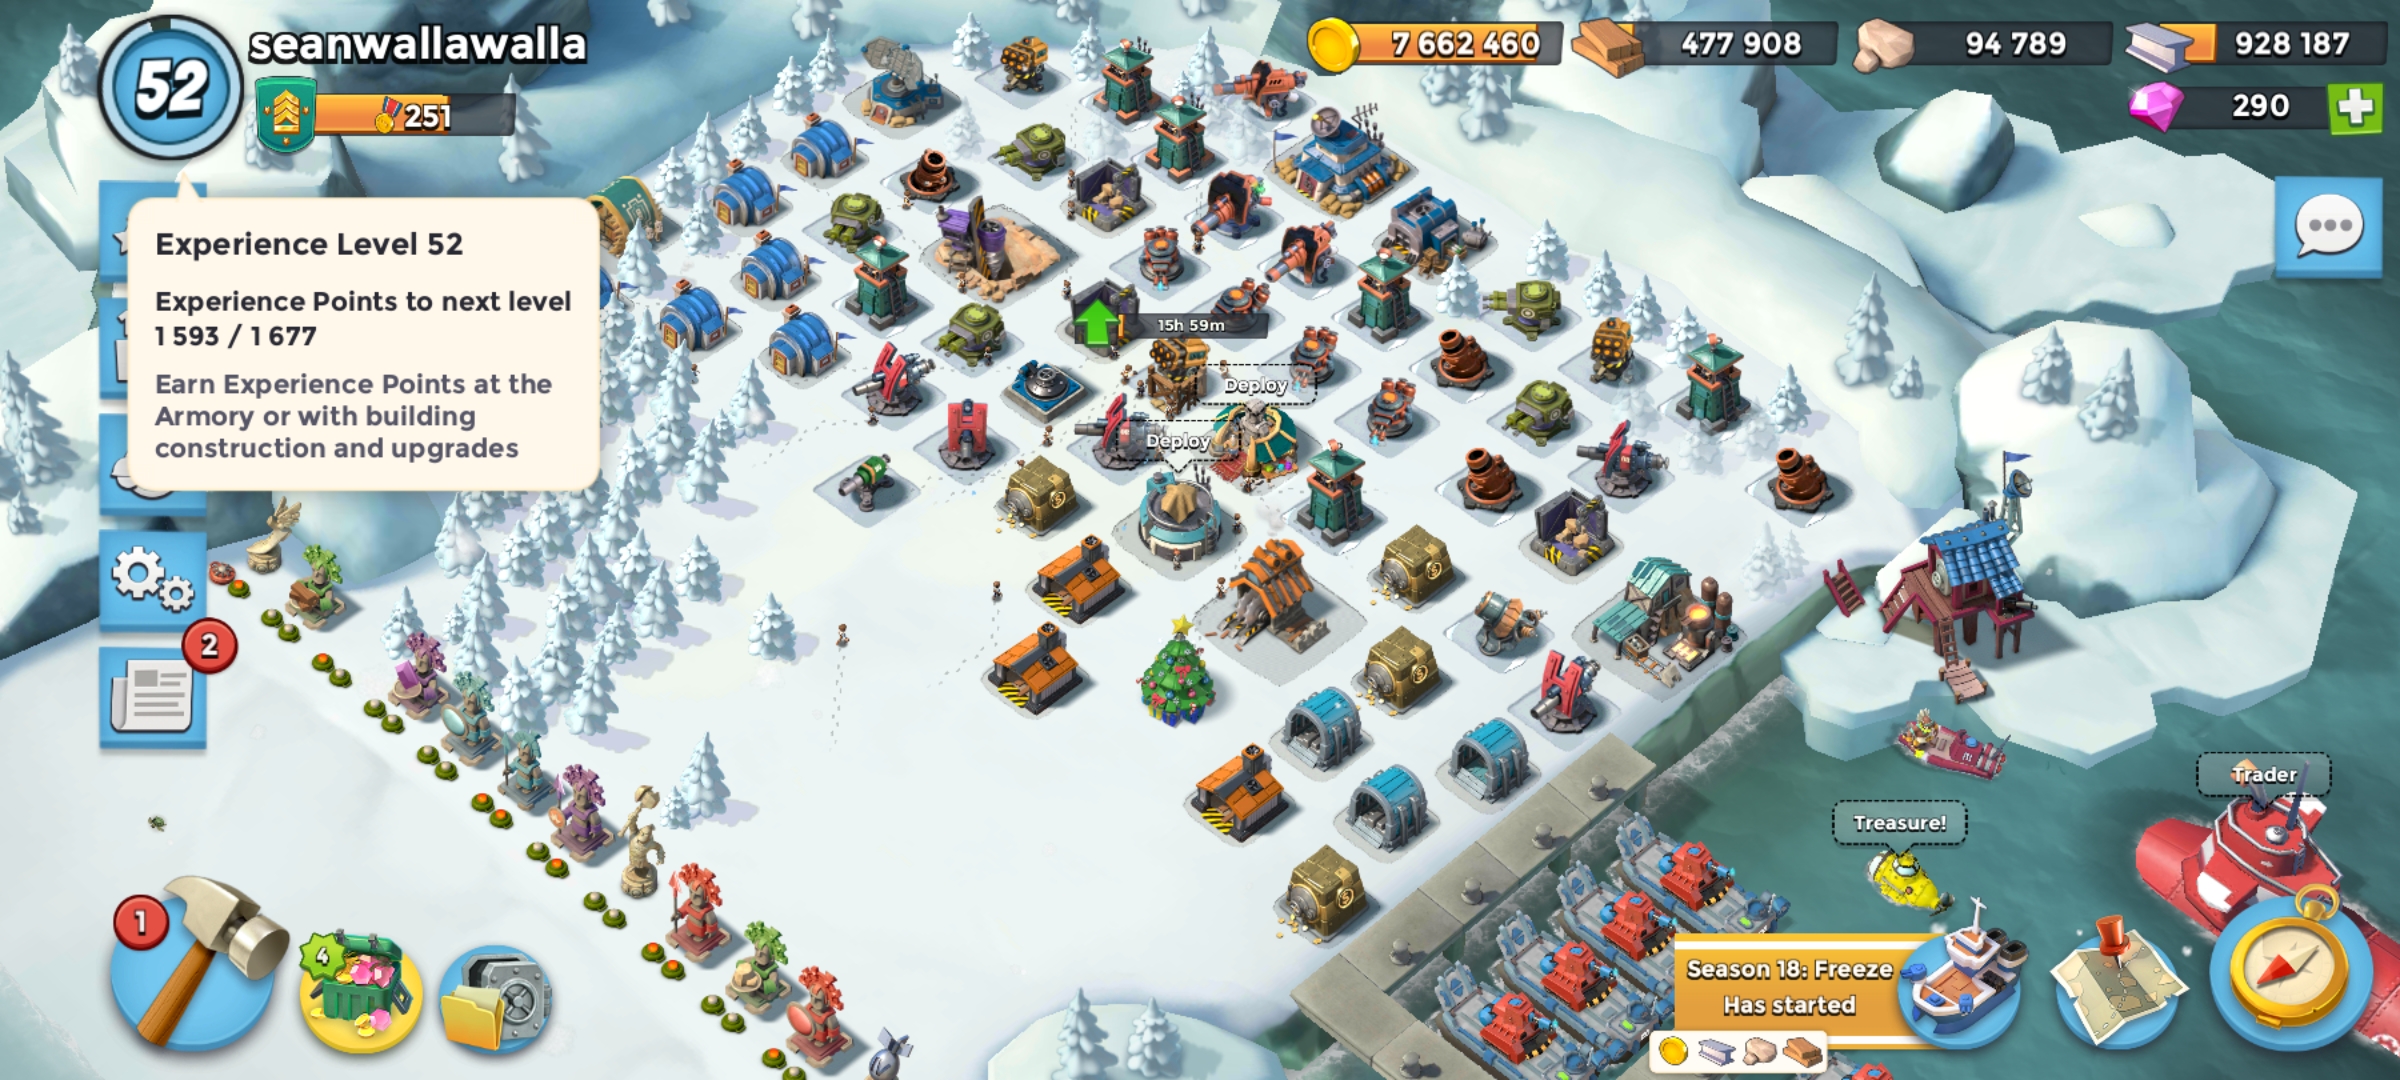 52
seanwallawalla
251
7 662 460
477 908
94 789
928 187
290
Experience Level 52
Experience Points to next level
1 593 / 1 677
Earn Experience Points at the
Armory or with building
construction and upgrades
15h 59m
Deploy
Deploy
2
Trader
Treasure!
1
4
Season 18: Freeze
Has started